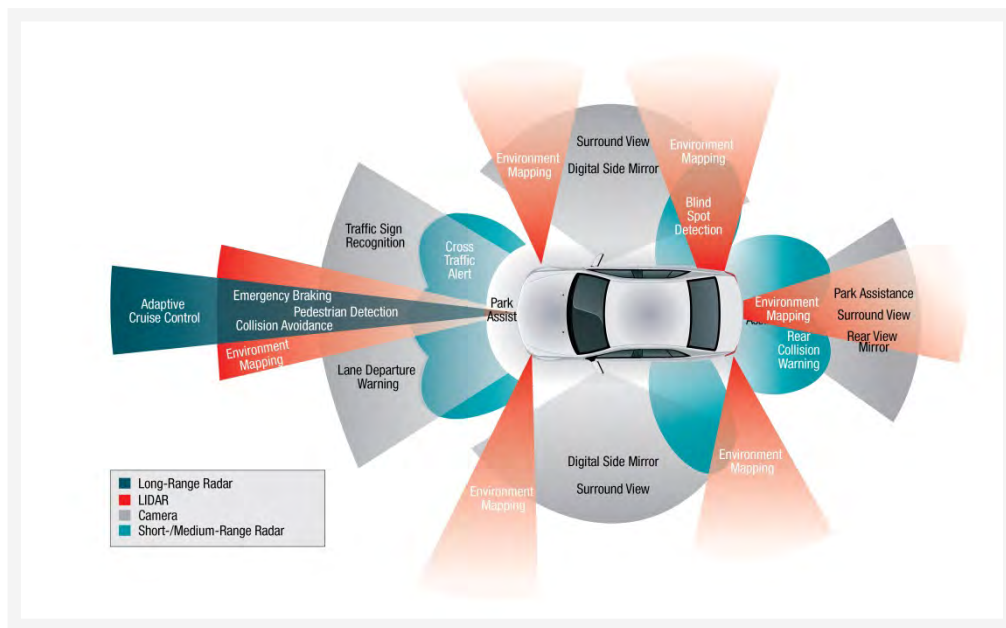 Surround View
Digital Side Mirror
Environment
Mapping
Environment
Mapping
Blind
Spot
Detection
Traffic Sign
Recognition
Cross
Traffic
Alert
Adaptive
Cruise Control
Emergency Braking
Pedestrian Detection
Collision Avoidance
Environment
Mapping
Lane Departure
Warning
Park
Assist
Environment
Mapping
Rear
Collision
Warning
Park Assistance
Surround View
Rear View
Mirror
Digital Side Mirror
Surround View
Environment
Mapping
Environment
Mapping
Long-Range Radar
LIDAR
Camera
Short-/Medium-Range Radar